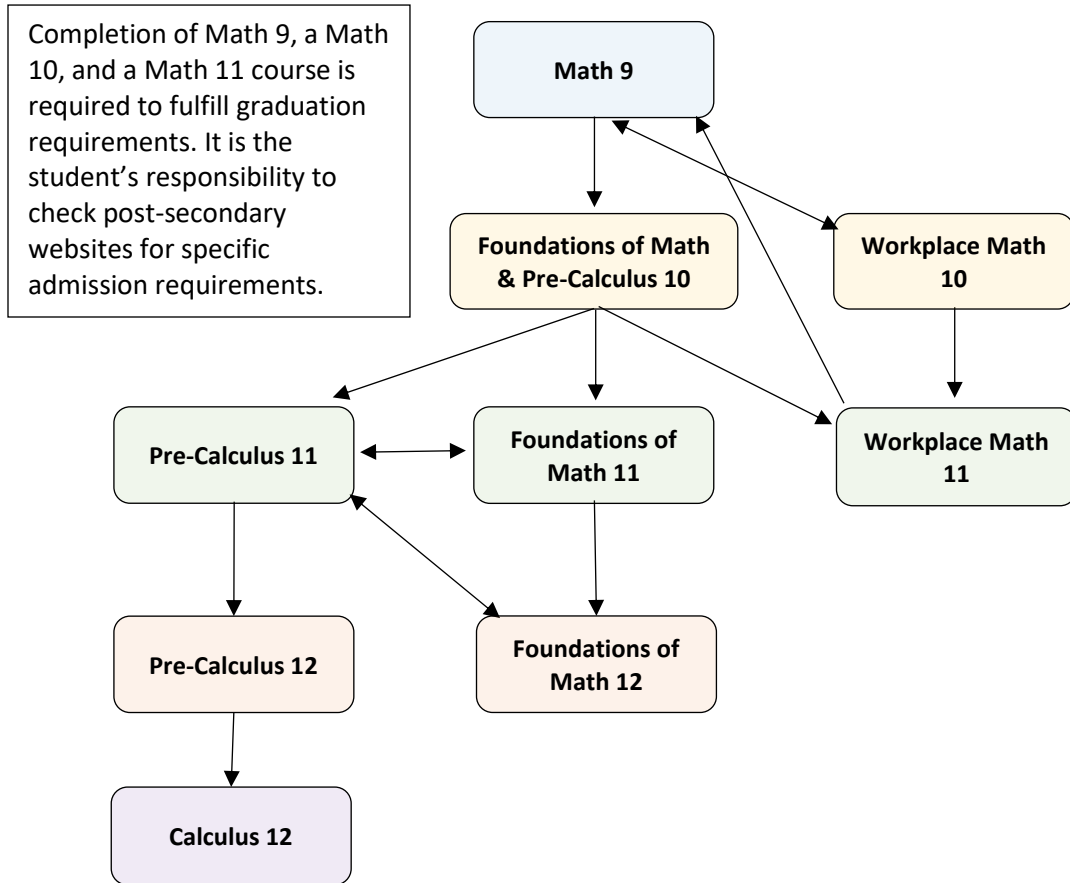 Completion of Math 9, a Math
10, and a Math 11 course is
required to fulfill graduation
requirements. It is the
student’s responsibility to
check post-secondary
websites for specific
admission requirements.
Math 9
Foundations of Math
& Pre-Calculus 10
Workplace Math
10
Pre-Calculus 11
Foundations of
Math 11
Workplace Math
11
Pre-Calculus 12
Foundations of
Math 12
Calculus 12